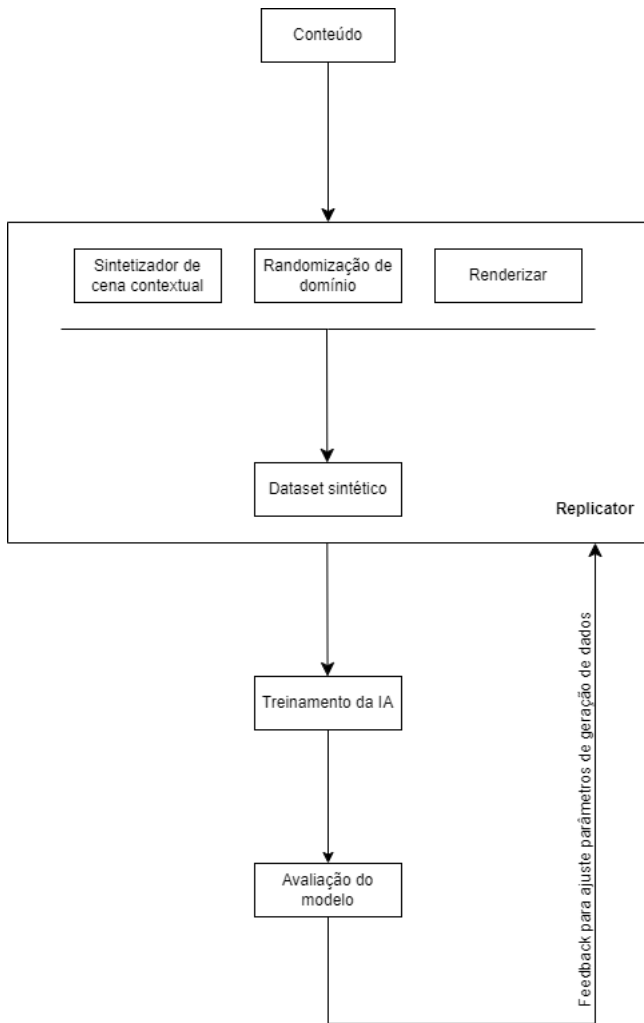 Conteúdo
Sintetizador de
cena contextual
Randomização de
domínio
Renderizar
Dataset sintético
Replicator
Treinamento da IA
Avaliação do
modelo
Feedback para ajuste parâmetros de geração de dados